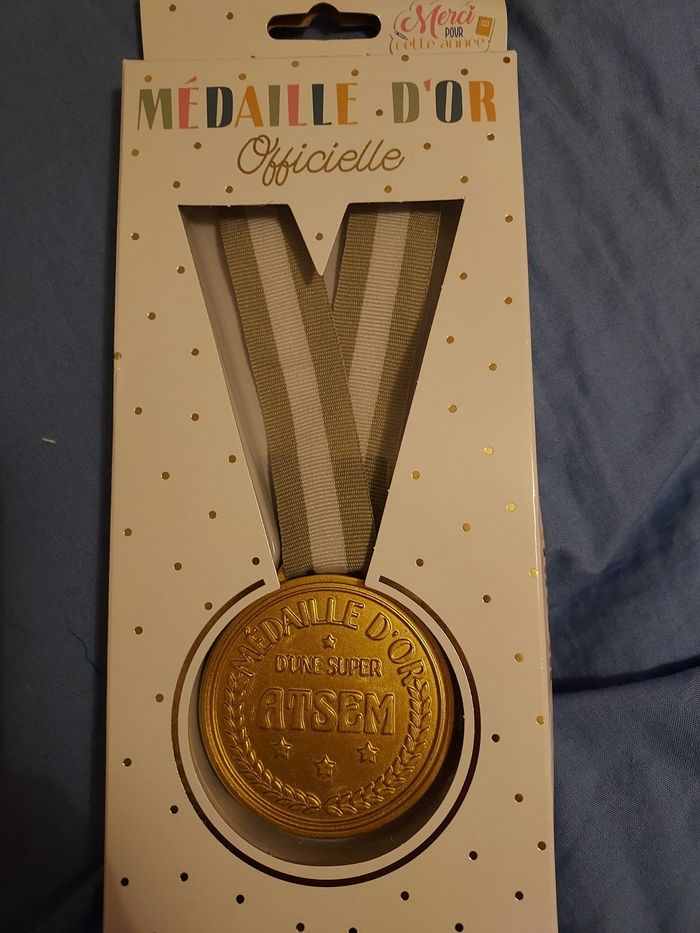 Merci
POUR
cette année
MÉDAILLE D'OR
Officielle
MÉDAILLE D'OR
D'UNE SUPER
ATSEM